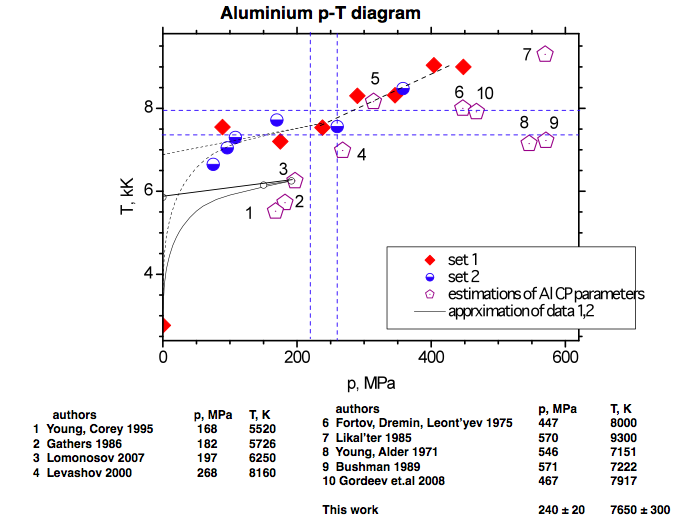 Aluminium p-T diagram
T, kK
8
6
4
0
200
400
600
p, MPa
1
2
3
4
5
6
10
7
8
9
set 1
set 2
estimations of Al CP parameters
apprximation of data 1,2
authors p, MPa T, K
1 Young, Corey 1995 168 5520
2 Gathers 1986 182 5726
3 Lomonosov 2007 197 6250
4 Levashov 2000 268 8160
authors p, MPa T, K
6 Fortov, Dremin, Leont'yev 1975 447 8000
7 Likal'ter 1985 570 9300
8 Young, Alder 1971 546 7151
9 Bushman 1989 571 7222
10 Gordeev et.al 2008 467 7917
This work 240 ± 20 7650 ± 300